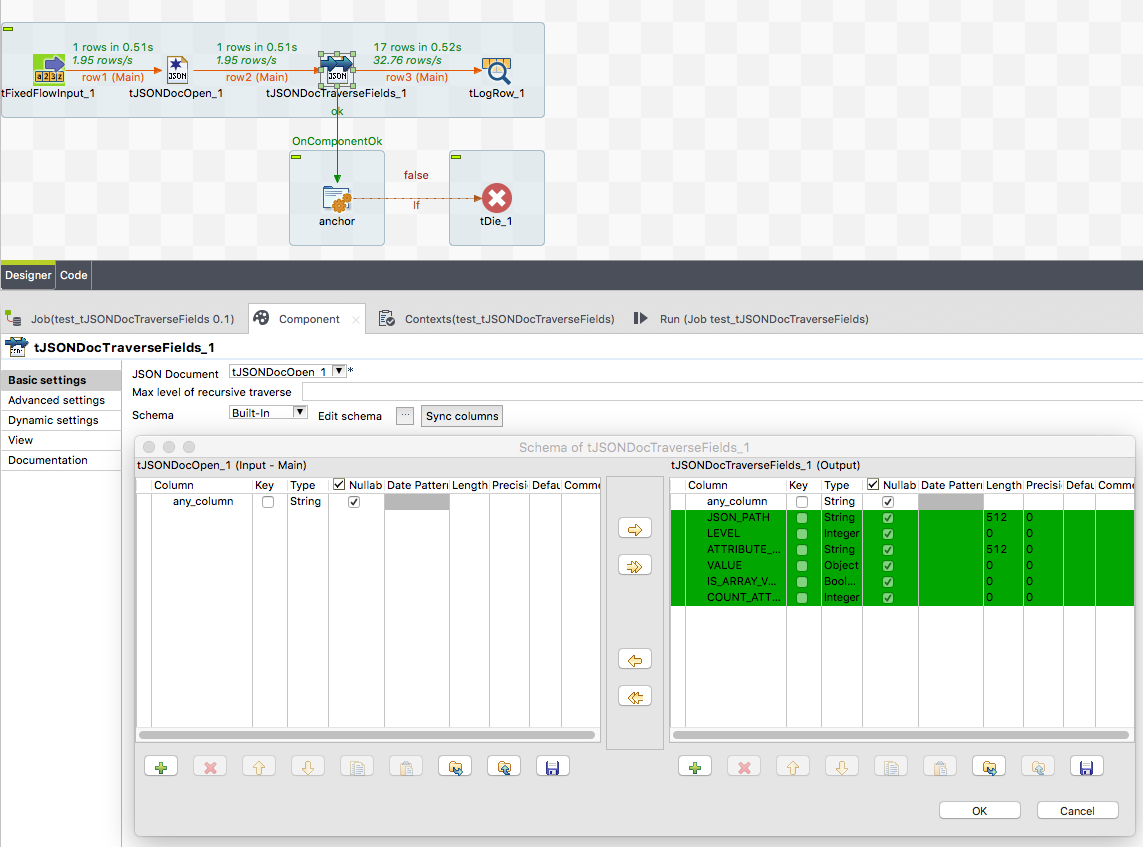 1 rows in 0.51s 1 rows in 0.51s 17 rows in 0.52s
1.95 rows/s 1.95 rows/s 32.76 rows/s
row1 (Main) row2 (Main) row3 (Main)
tFixedFlowInput_1 tJSONDocOpen_1 tJSONDocTraverseFields_1 tLogRow_1
ok
OnComponentOk
false
If
anchor tDie_1
Designer Code
Job(test_tJSONDocTraverseFields 0.1) Component Contexts(test_tJSONDocTraverseFields) Run (Job test_tJSONDocTraverseFields)
tJSONDocTraverseFields_1
Basic settings
Advanced settings
Dynamic settings
View
Documentation
JSON Document tJSONDocOpen_1 *
Max level of recursive traverse
Schema Built-In Edit schema ... Sync columns
Schema of tJSONDocTraverseFields_1
tJSONDocOpen_1 (Input - Main) tJSONDocTraverseFields_1 (Output)
Column Key Type Nullab Date Pattern Length Precisi Defau Comme Column Key Type Nullab Date Pattern Length Precisi Defau Comme
any_column String any_column String
JSON_PATH String 512 0
LEVEL Integer 0 0
ATTRIBUTE_... String 512 0
VALUE Object 0 0
IS_ARRAY_V... Bool... 0 0
COUNT_ATT... Integer 0 0
OK Cancel